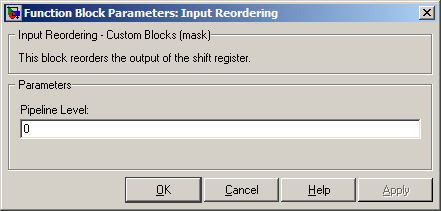 Function Block Parameters: Input Reordering
Input Reordering - Custom Blocks (mask)
This block reorders the output of the shift register.
Parameters
Pipeline Level:
0
OK Cancel Help Apply